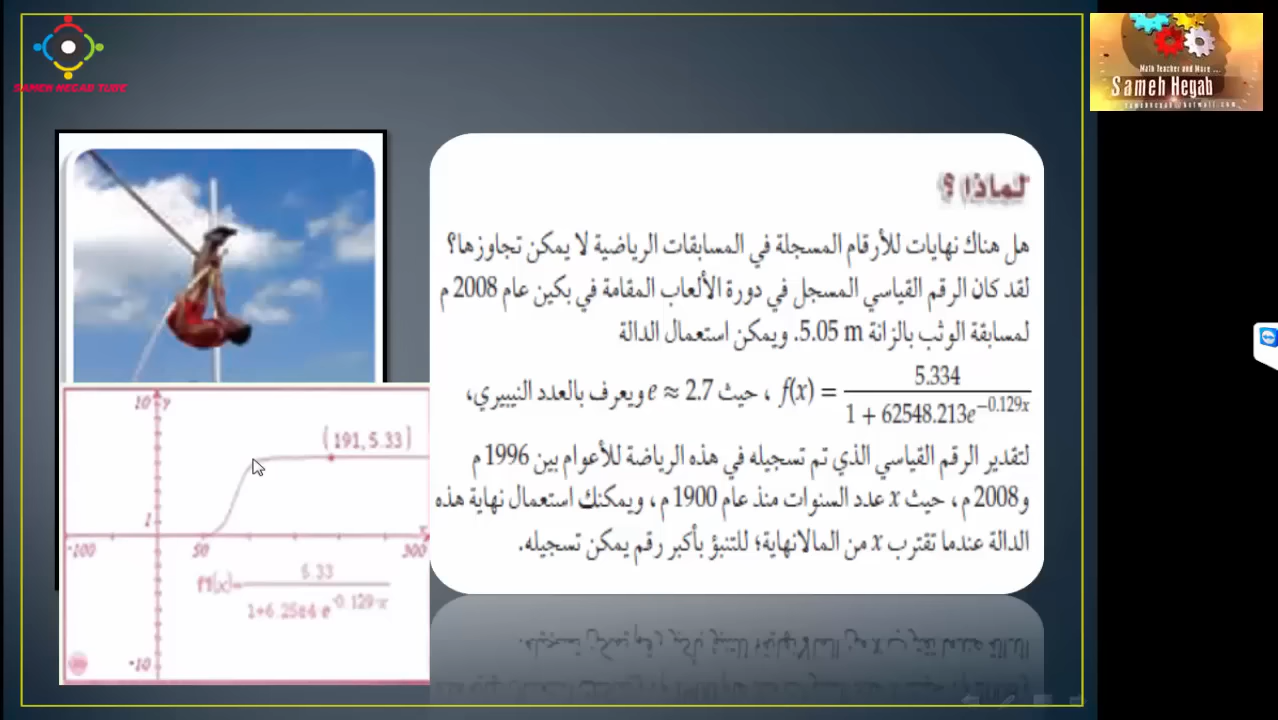 SAMEH HEGAB TUBE
Math Teacher and More ...
Sameh Hegab
لماذا ؟
هل هناك نهايات للأرقام المسجلة في المسابقات الرياضية لا يمكن تجاوزها؟
لقد كان الرقم القياسي المسجل في دورة الألعاب المقامة في بكين عام 2008 م
لمسابقة الوثب بالزانة 5.05 m. ويمكن استعمال الدالة
f(x) = 5.334 / (1 + 62548.213e^(-0.129x)) ، حيث e ≈ 2.7 ويعرف بالعدد النيبيري،
لتقدير الرقم القياسي الذي تم تسجيله في هذه الرياضة للأعوام بين 1996 م
و2008 م، حيث x عدد السنوات منذ عام 1900 م، ويمكنك استعمال نهاية هذه
الدالة عندما تقترب x من المالانهاية؛ للتنبؤ بأكبر رقم يمكن تسجيله.
10 y
(191, 5.33)
1
x
-100 50 300
f1(x)= 5.33 / (1+6.25E4·e^(-0.129·x))
-10